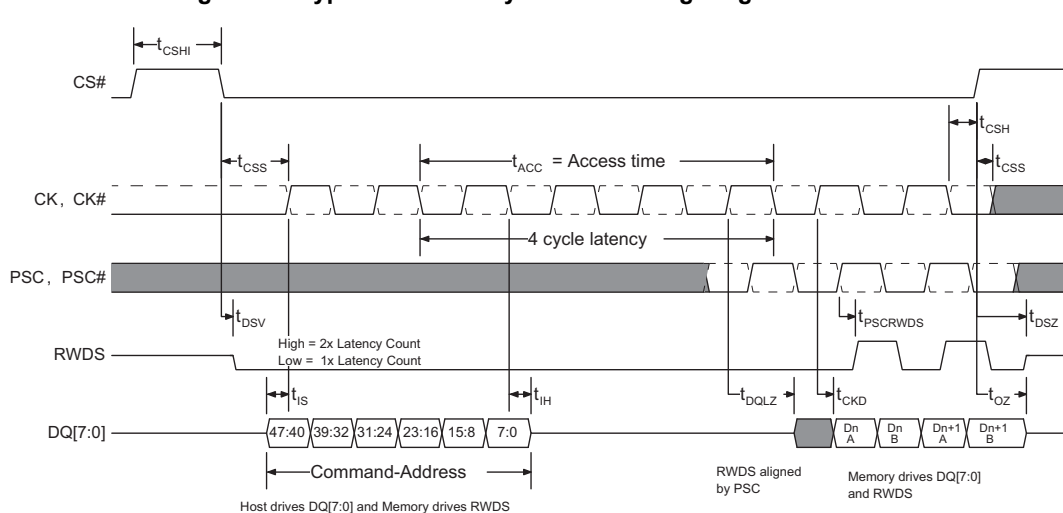 tCSHI
CS#
tCSH
tCSS
tACC = Access time
tCSS
CK, CK#
4 cycle latency
PSC, PSC#
tDSV
tPSCRWDS
tDSZ
High = 2x Latency Count
RWDS
Low = 1x Latency Count
tIS
tIH
tDQLZ
tCKD
tOZ
DQ[7:0]
47:40 39:32 31:24 23:16 15:8 7:0
Dn A
Dn B
Dn+1 A
Dn+1 B
Command-Address
RWDS aligned
by PSC
Memory drives DQ[7:0]
and RWDS
Host drives DQ[7:0] and Memory drives RWDS